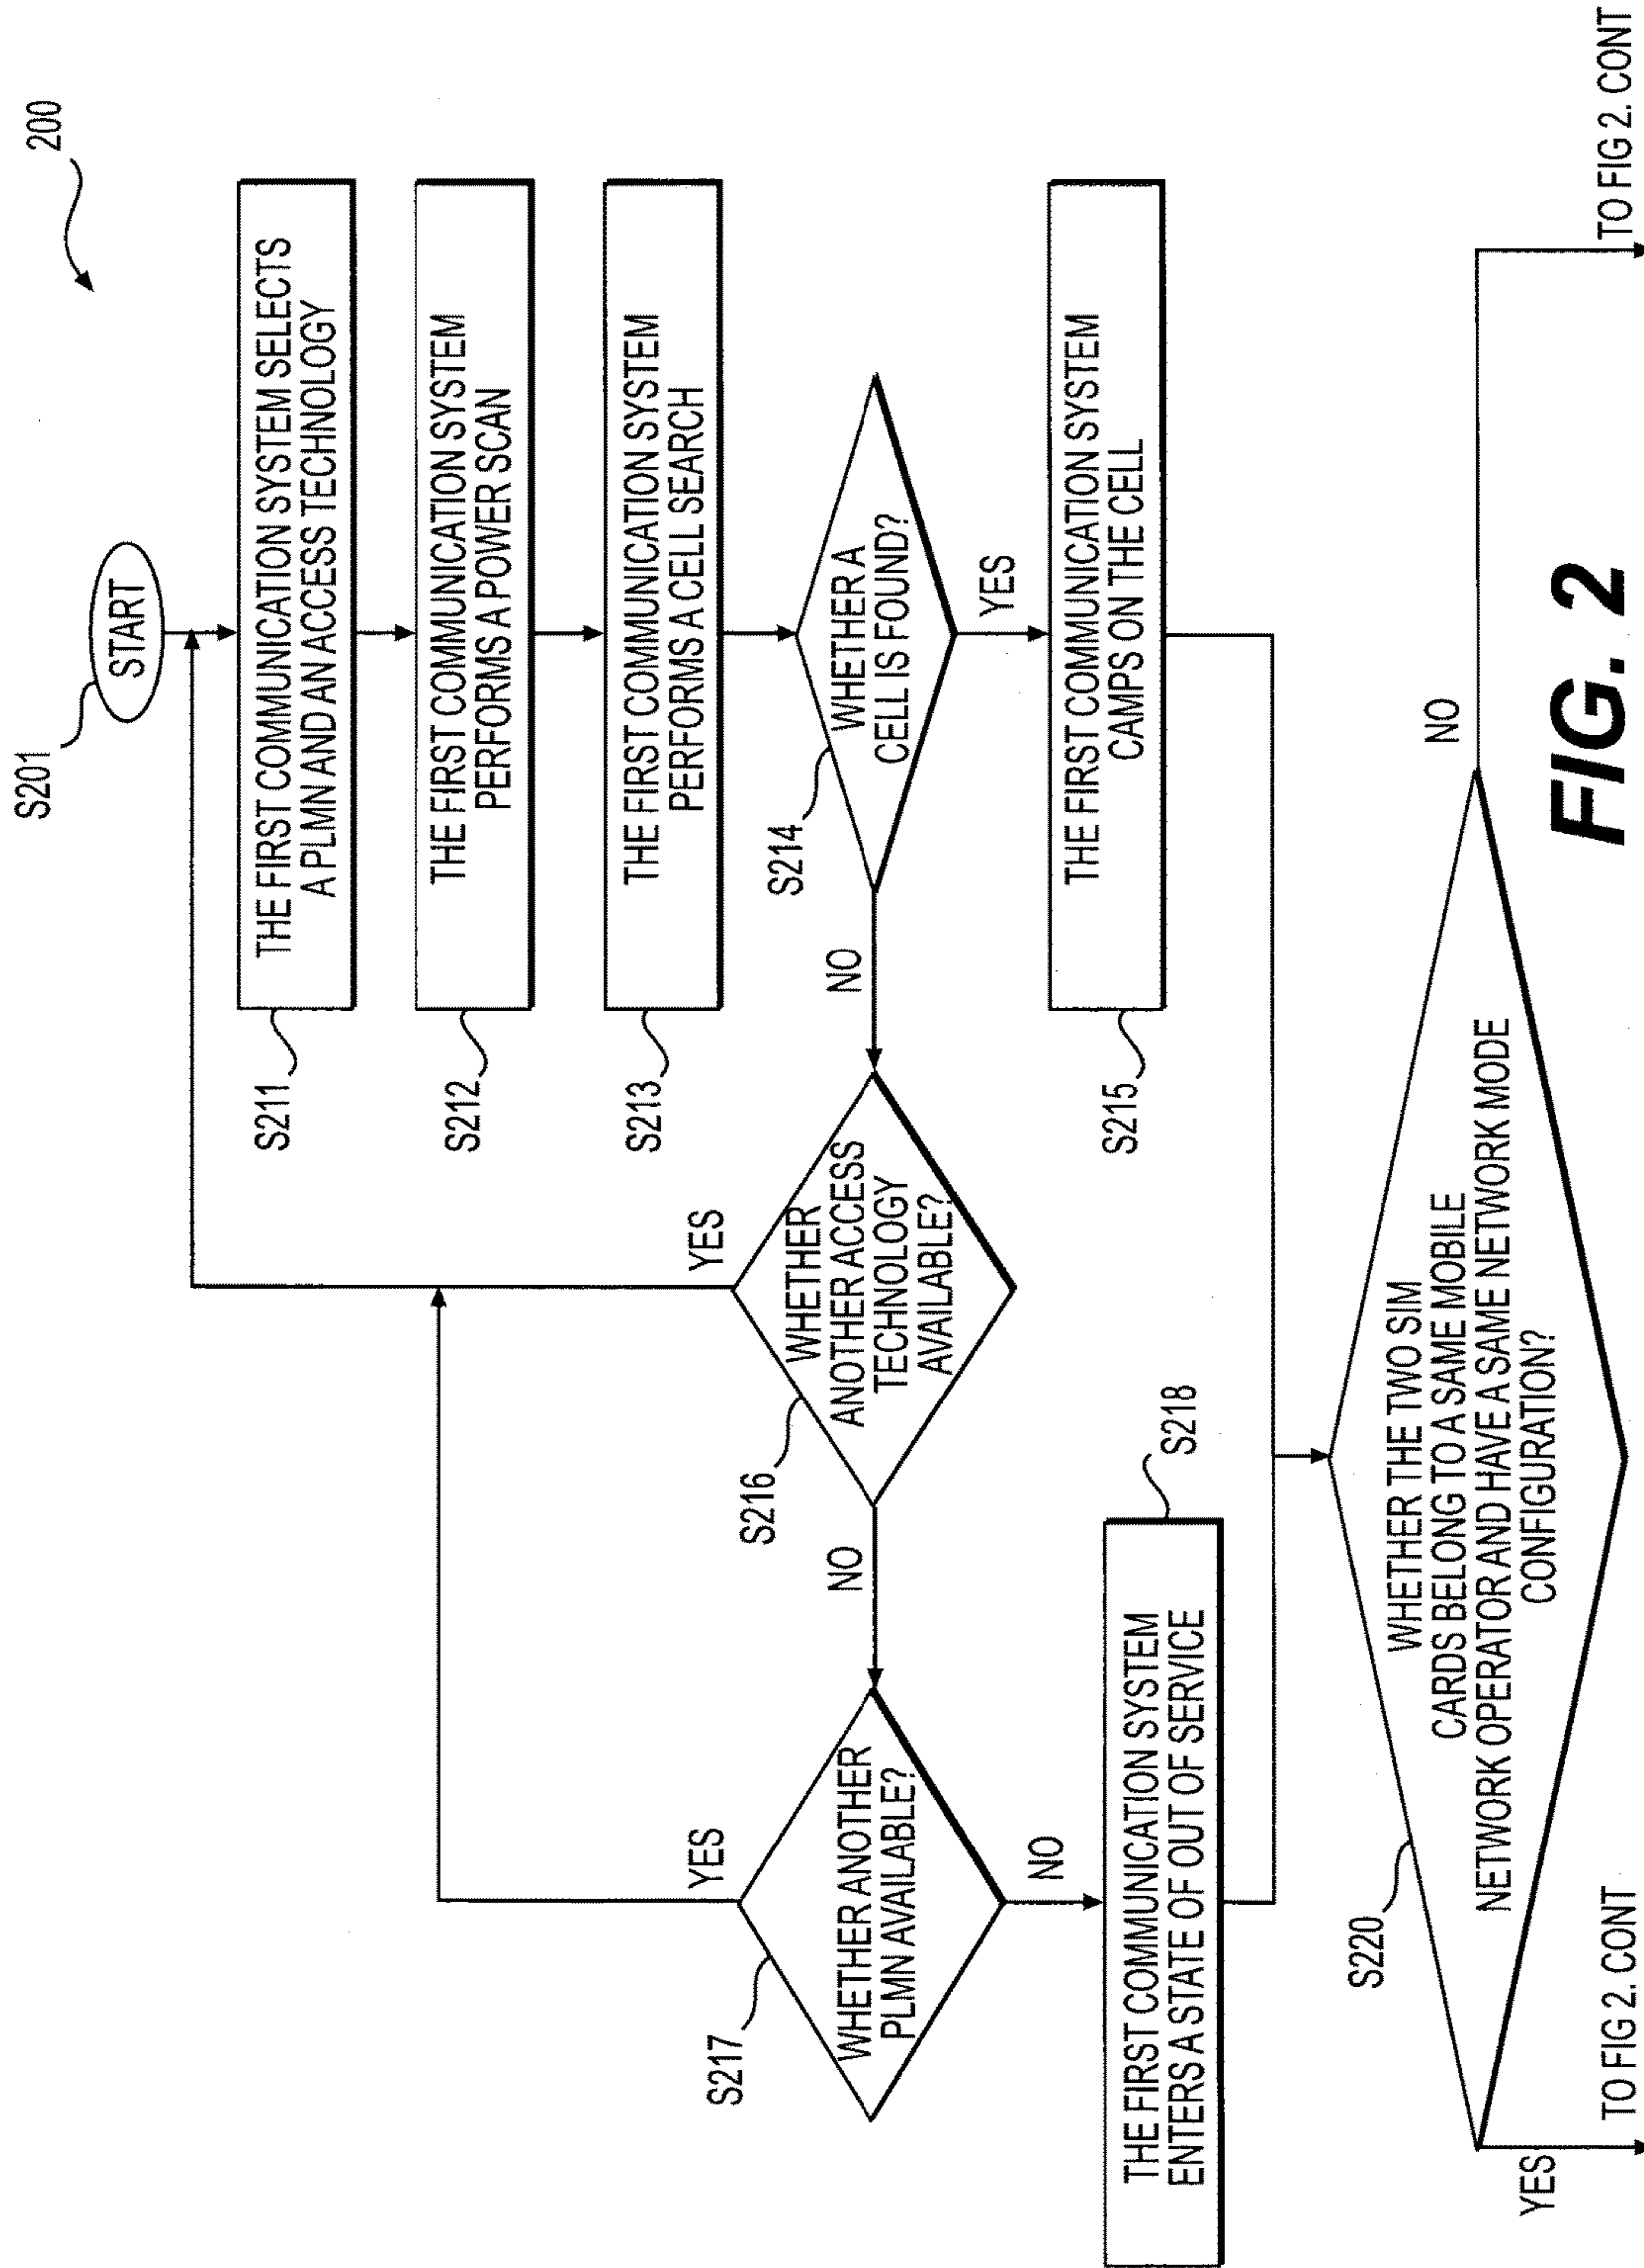 200
S201
START
S211
THE FIRST COMMUNICATION SYSTEM SELECTS
A PLMN AND AN ACCESS TECHNOLOGY
S212
THE FIRST COMMUNICATION SYSTEM
PERFORMS A POWER SCAN
S213
THE FIRST COMMUNICATION SYSTEM
PERFORMS A CELL SEARCH
S214
WHETHER A
CELL IS FOUND?
NO
YES
S216
WHETHER
ANOTHER ACCESS
TECHNOLOGY
AVAILABLE?
YES
NO
S217
WHETHER ANOTHER
PLMN AVAILABLE?
YES
NO
S215
THE FIRST COMMUNICATION SYSTEM
CAMPS ON THE CELL
S218
THE FIRST COMMUNICATION SYSTEM
ENTERS A STATE OF OUT OF SERVICE
S220
WHETHER THE TWO SIM
CARDS BELONG TO A SAME MOBILE
NETWORK OPERATOR AND HAVE A SAME NETWORK MODE
CONFIGURATION?
YES
NO
TO FIG 2. CONT
TO FIG 2. CONT
FIG. 2